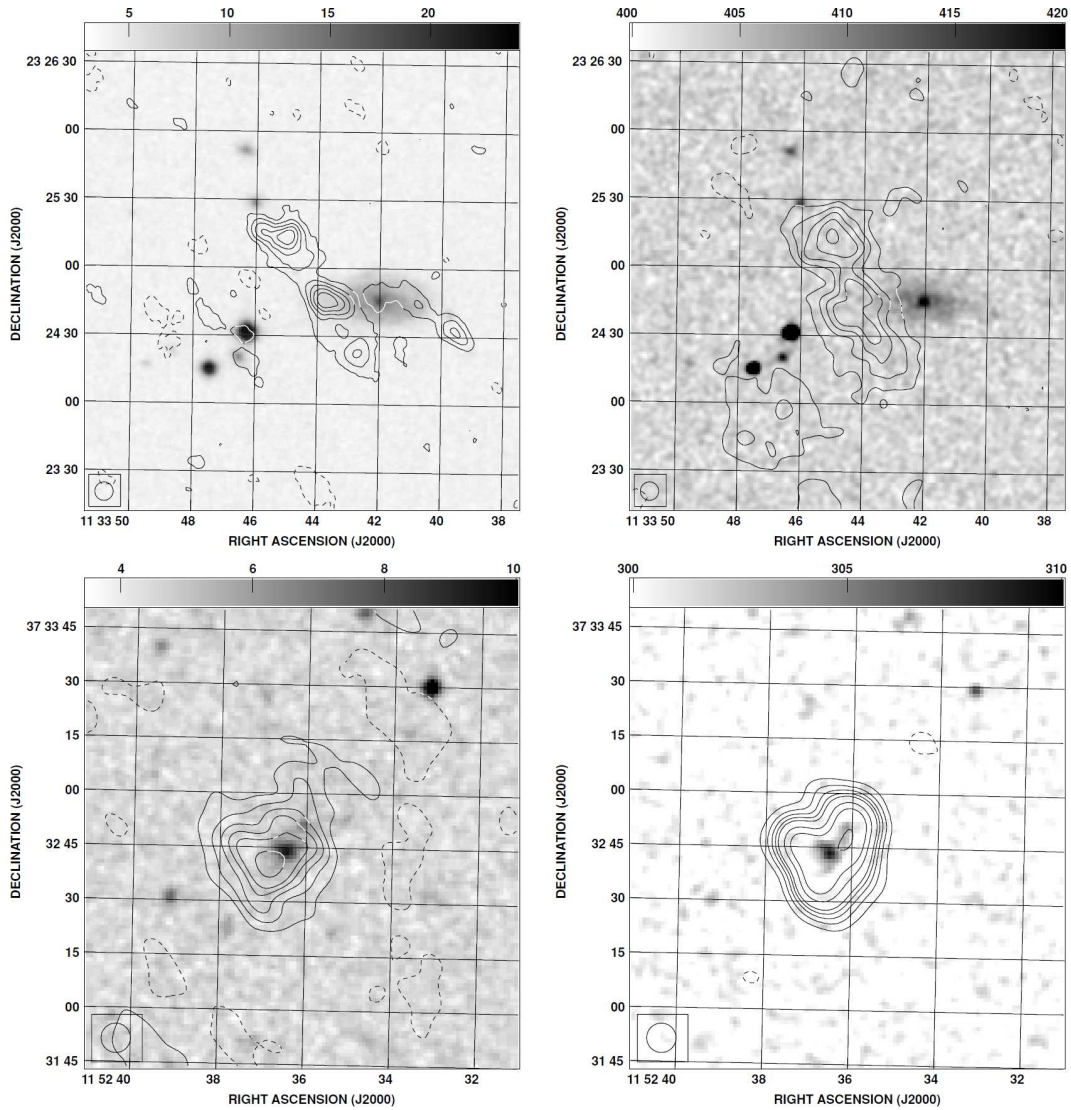 5 10 15 20
400 405 410 415 420
23 26 30
00
25 30
00
24 30
00
23 30
DECLINATION (J2000)
11 33 50 48 46 44 42 40 38
RIGHT ASCENSION (J2000)
23 26 30
00
25 30
00
24 30
00
23 30
DECLINATION (J2000)
11 33 50 48 46 44 42 40 38
RIGHT ASCENSION (J2000)
4 6 8 10
300 305 310
37 33 45
30
15
00
32 45
30
15
00
31 45
DECLINATION (J2000)
11 52 40 38 36 34 32
RIGHT ASCENSION (J2000)
37 33 45
30
15
00
32 45
30
15
00
31 45
DECLINATION (J2000)
11 52 40 38 36 34 32
RIGHT ASCENSION (J2000)